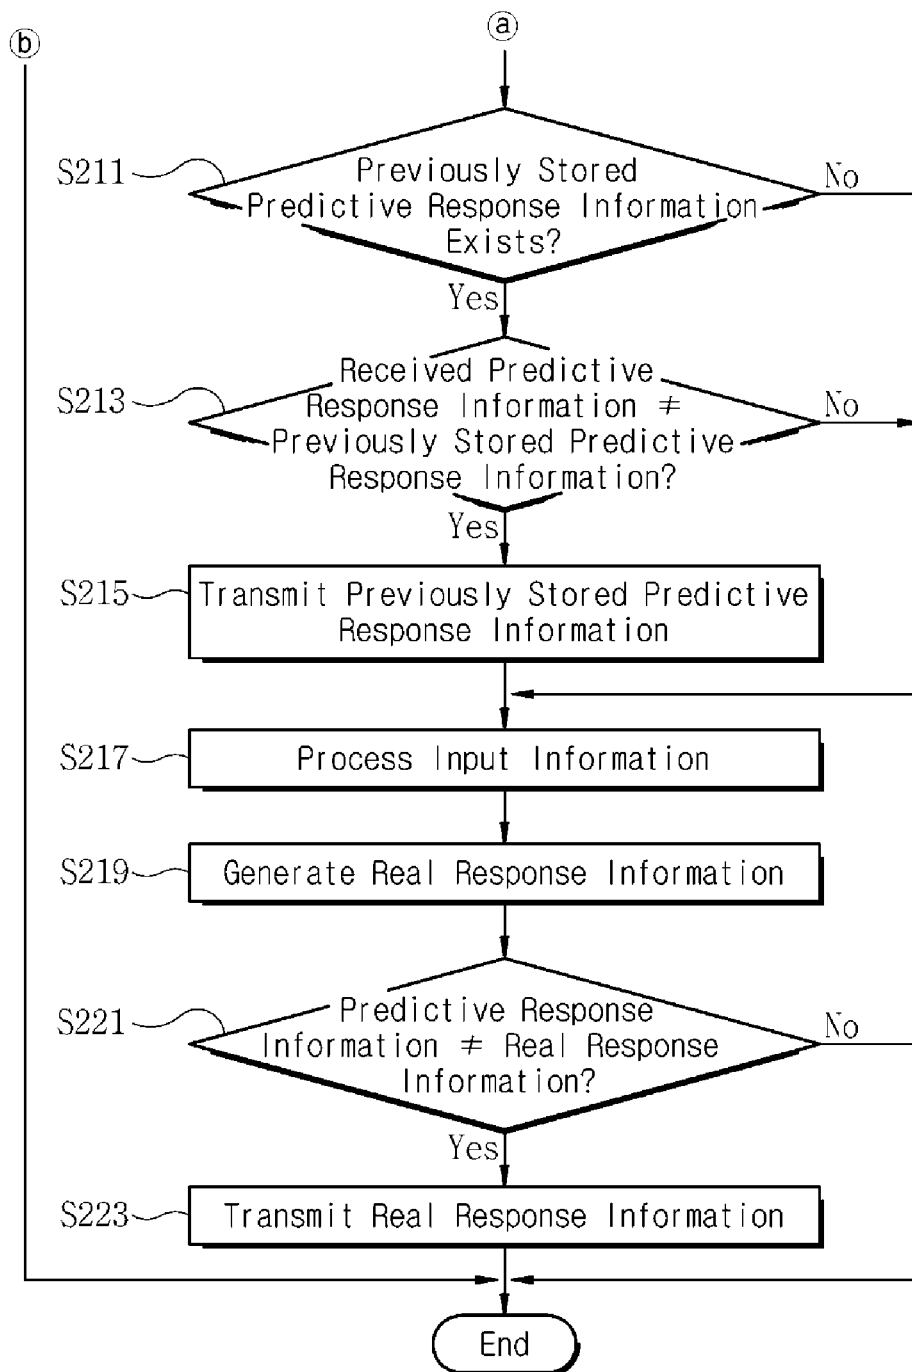 ⓑ
ⓐ
S211
Previously Stored
Predictive Response Information
Exists?
No
Yes
S213
Received Predictive
Response Information ≠
Previously Stored Predictive
Response Information?
No
Yes
S215
Transmit Previously Stored Predictive
Response Information
S217
Process Input Information
S219
Generate Real Response Information
S221
Predictive Response
Information ≠ Real Response
Information?
No
Yes
S223
Transmit Real Response Information
End